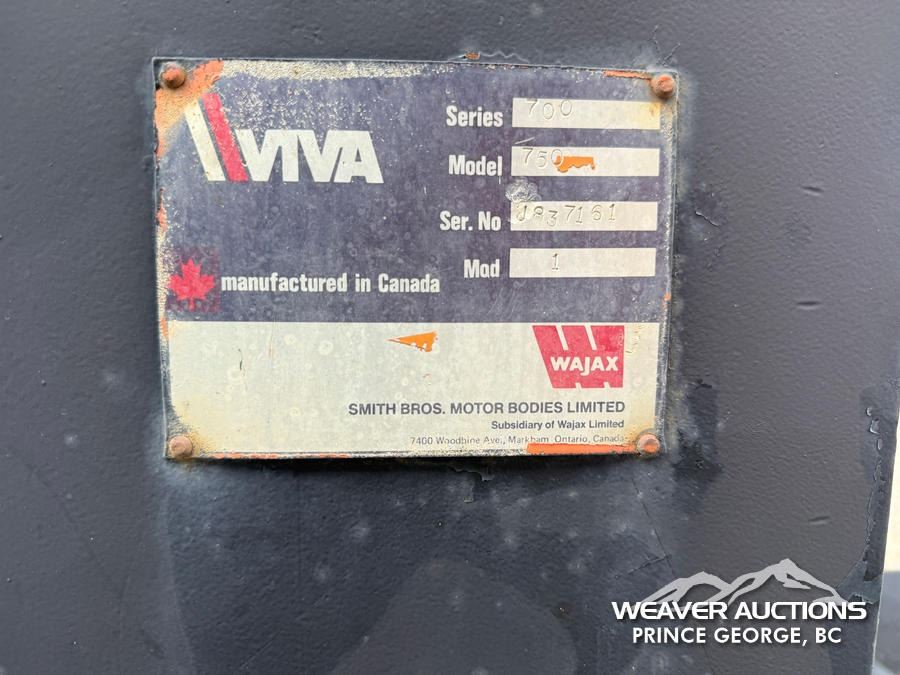 VIVA
Series 700
Model 750
Ser. No J837161
Mod 1
manufactured in Canada
WAJAX
SMITH BROS. MOTOR BODIES LIMITED
Subsidiary of Wajax Limited
7400 Woodbine Ave., Markham, Ontario, Canada
WEAVER AUCTIONS
PRINCE GEORGE, BC